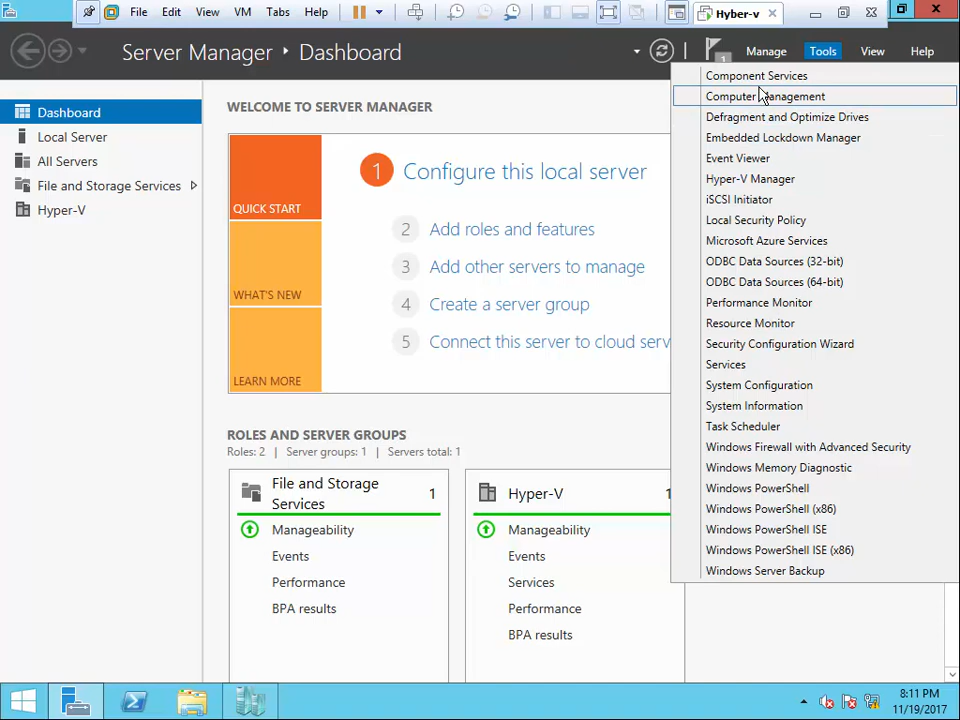 File Edit View VM Tabs Help Hyber-v
Server Manager ‣ Dashboard
1 Manage Tools View Help
Dashboard
Local Server
All Servers
File and Storage Services
Hyper-V
WELCOME TO SERVER MANAGER
QUICK START
WHAT'S NEW
LEARN MORE
1 Configure this local server
2 Add roles and features
3 Add other servers to manage
4 Create a server group
5 Connect this server to cloud serv
ROLES AND SERVER GROUPS
Roles: 2 | Server groups: 1 | Servers total: 1
File and Storage
Services 1
Manageability
Events
Performance
BPA results
Hyper-V 1
Manageability
Events
Services
Performance
BPA results
Component Services
Computer Management
Defragment and Optimize Drives
Embedded Lockdown Manager
Event Viewer
Hyper-V Manager
iSCSI Initiator
Local Security Policy
Microsoft Azure Services
ODBC Data Sources (32-bit)
ODBC Data Sources (64-bit)
Performance Monitor
Resource Monitor
Security Configuration Wizard
Services
System Configuration
System Information
Task Scheduler
Windows Firewall with Advanced Security
Windows Memory Diagnostic
Windows PowerShell
Windows PowerShell (x86)
Windows PowerShell ISE
Windows PowerShell ISE (x86)
Windows Server Backup
8:11 PM
11/19/2017